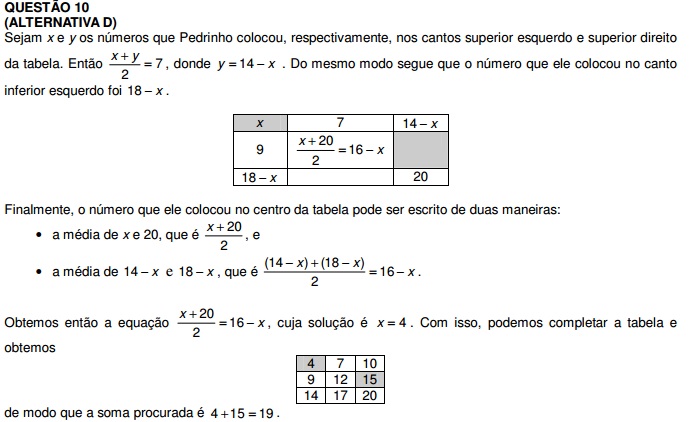 QUESTÃO 10
(ALTERNATIVA D)
Sejam x e y os números que Pedrinho colocou, respectivamente, nos cantos superior esquerdo e superior direito
da tabela. Então (x + y)/2 = 7, donde y = 14 – x . Do mesmo modo segue que o número que ele colocou no canto
inferior esquerdo foi 18 – x .
x 7 14 – x
9 (x + 20)/2 = 16 – x
18 – x 20
Finalmente, o número que ele colocou no centro da tabela pode ser escrito de duas maneiras:
• a média de x e 20, que é (x + 20)/2, e
• a média de 14 – x e 18 – x , que é ((14 – x) + (18 – x))/2 = 16 – x .
Obtemos então a equação (x + 20)/2 = 16 – x, cuja solução é x = 4 . Com isso, podemos completar a tabela e
obtemos
4 7 10
9 12 15
14 17 20
de modo que a soma procurada é 4 + 15 = 19 .